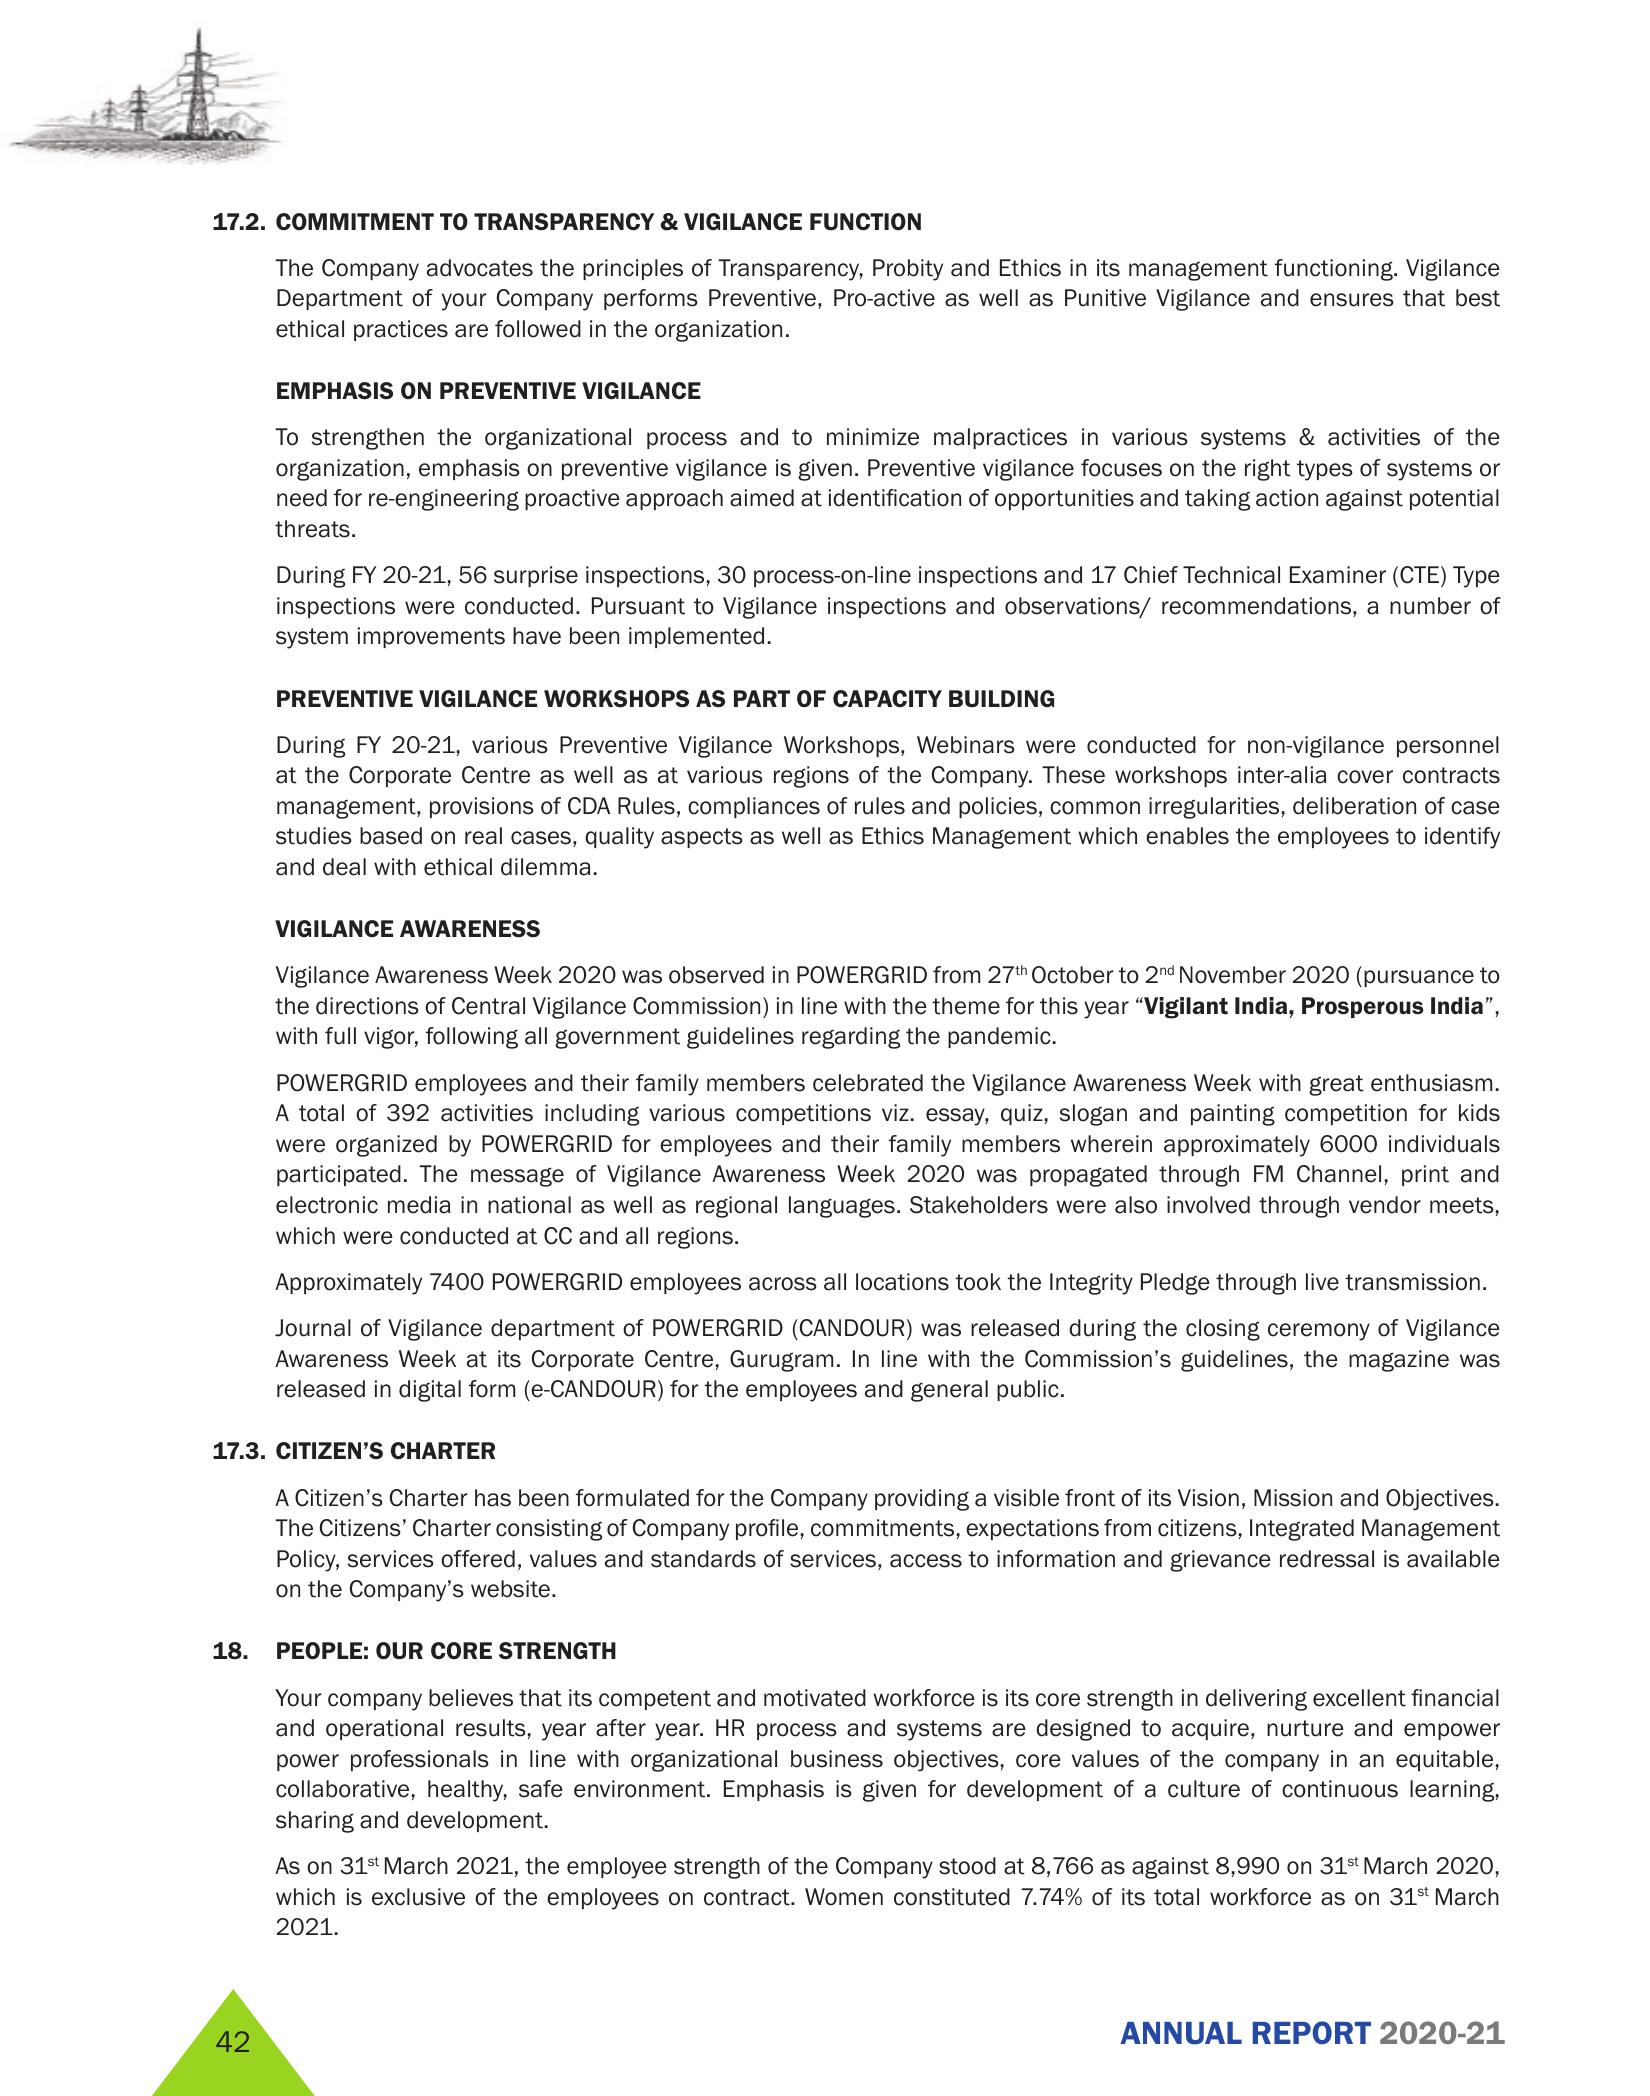 17.2. COMMITMENT TO TRANSPARENCY & VIGILANCE FUNCTION
The Company advocates the principles of Transparency, Probity and Ethics in its management functioning. Vigilance
Department of your Company performs Preventive, Pro-active as well as Punitive Vigilance and ensures that best
ethical practices are followed in the organization.
EMPHASIS ON PREVENTIVE VIGILANCE
To strengthen the organizational process and to minimize malpractices in various systems & activities of the
organization, emphasis on preventive vigilance is given. Preventive vigilance focuses on the right types of systems or
need for re-engineering proactive approach aimed at identification of opportunities and taking action against potential
threats.
During FY 20-21, 56 surprise inspections, 30 process-on-line inspections and 17 Chief Technical Examiner (CTE) Type
inspections were conducted. Pursuant to Vigilance inspections and observations/ recommendations, a number of
system improvements have been implemented.
PREVENTIVE VIGILANCE WORKSHOPS AS PART OF CAPACITY BUILDING
During FY 20-21, various Preventive Vigilance Workshops, Webinars were conducted for non-vigilance personnel
at the Corporate Centre as well as at various regions of the Company. These workshops inter-alia cover contracts
management, provisions of CDA Rules, compliances of rules and policies, common irregularities, deliberation of case
studies based on real cases, quality aspects as well as Ethics Management which enables the employees to identify
and deal with ethical dilemma.
VIGILANCE AWARENESS
Vigilance Awareness Week 2020 was observed in POWERGRID from 27th October to 2nd November 2020 (pursuant to
the directions of Central Vigilance Commission) in line with the theme for this year “Vigilant India, Prosperous India”,
with full vigor, following all government guidelines regarding the pandemic.
POWERGRID employees and their family members celebrated the Vigilance Awareness Week with great enthusiasm.
A total of 392 activities including various competitions viz. essay, quiz, slogan and painting competition for kids
were organized by POWERGRID for employees and their family members wherein approximately 6000 individuals
participated. The message of Vigilance Awareness Week 2020 was propagated through FM Channel, print and
electronic media in national as well as regional languages. Stakeholders were also involved through vendor meets,
which were conducted at CC and all regions.
Approximately 7400 POWERGRID employees across all locations took the Integrity Pledge through live transmission.
Journal of Vigilance department of POWERGRID (CANDOUR) was released during the closing ceremony of Vigilance
Awareness Week at its Corporate Centre, Gurugram. In line with the Commission’s guidelines, the magazine was
released in digital form (e-CANDOUR) for the employees and general public.
17.3. CITIZEN’S CHARTER
A Citizen’s Charter has been formulated for the Company providing a visible front of its Vision, Mission and Objectives.
The Citizens’ Charter consisting of Company profile, commitments, expectations from citizens, Integrated Management
Policy, services offered, values and standards of services, access to information and grievance redressal is available
on the Company’s website.
18. PEOPLE: OUR CORE STRENGTH
Your company believes that its competent and motivated workforce is its core strength in delivering excellent financial
and operational results, year after year. HR process and systems are designed to acquire, nurture and empower
power professionals in line with organizational business objectives, core values of the company in an equitable,
collaborative, healthy, safe environment. Emphasis is given for development of a culture of continuous learning,
sharing and development.
As on 31st March 2021, the employee strength of the Company stood at 8,766 as against 8,990 on 31st March 2020,
which is exclusive of the employees on contract. Women constituted 7.74% of its total workforce as on 31st March
2021.
42
ANNUAL REPORT 2020-21